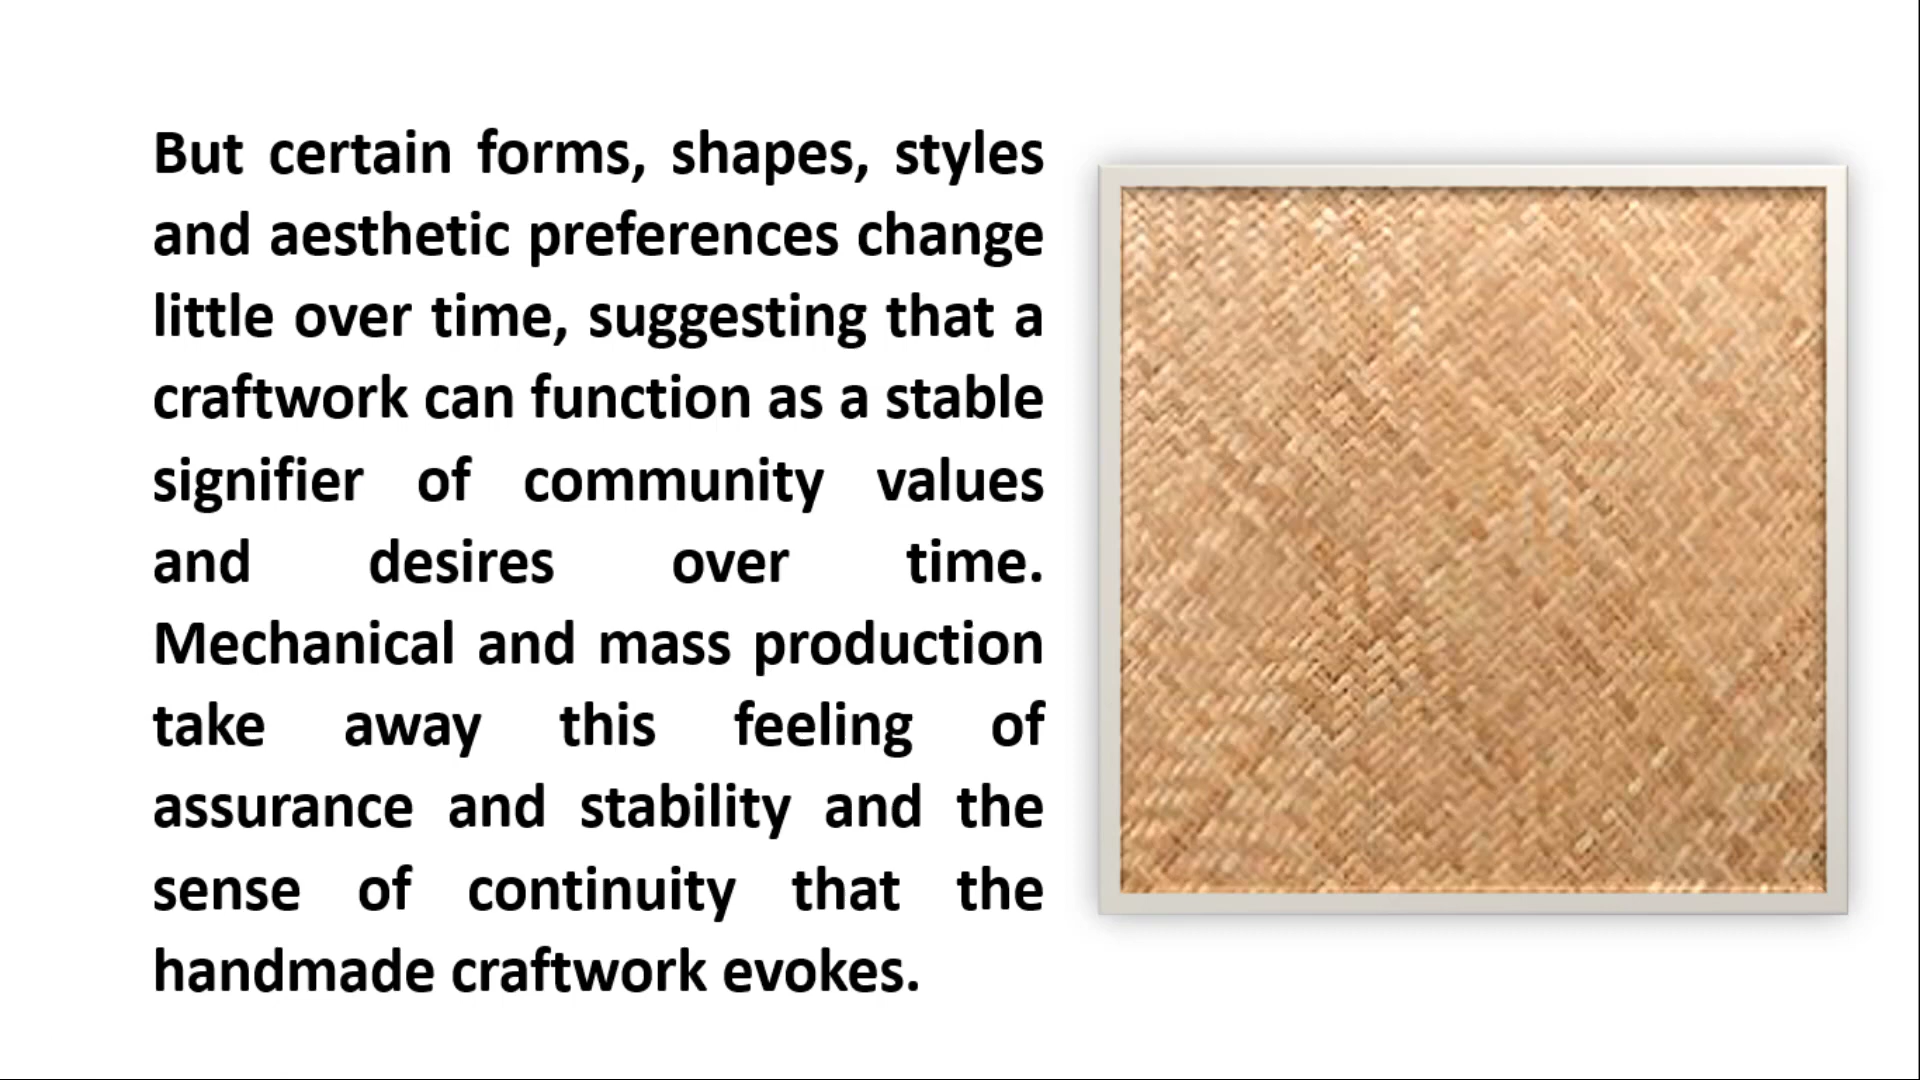 But certain forms, shapes, styles
and aesthetic preferences change
little over time, suggesting that a
craftwork can function as a stable
signifier of community values
and desires over time.
Mechanical and mass production
take away this feeling of
assurance and stability and the
sense of continuity that the
handmade craftwork evokes.